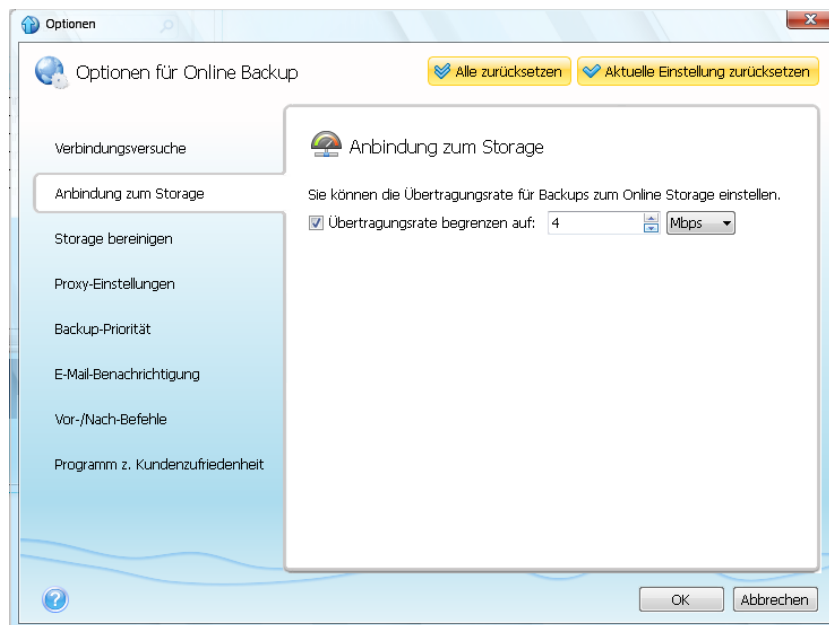 Optionen
Optionen für Online Backup
Alle zurücksetzen
Aktuelle Einstellung zurücksetzen
Verbindungsversuche
Anbindung zum Storage
Storage bereinigen
Proxy-Einstellungen
Backup-Priorität
E-Mail-Benachrichtigung
Vor-/Nach-Befehle
Programm z. Kundenzufriedenheit
Anbindung zum Storage
Sie können die Übertragungsrate für Backups zum Online Storage einstellen.
Übertragungsrate begrenzen auf: 4 Mbps
OK
Abbrechen